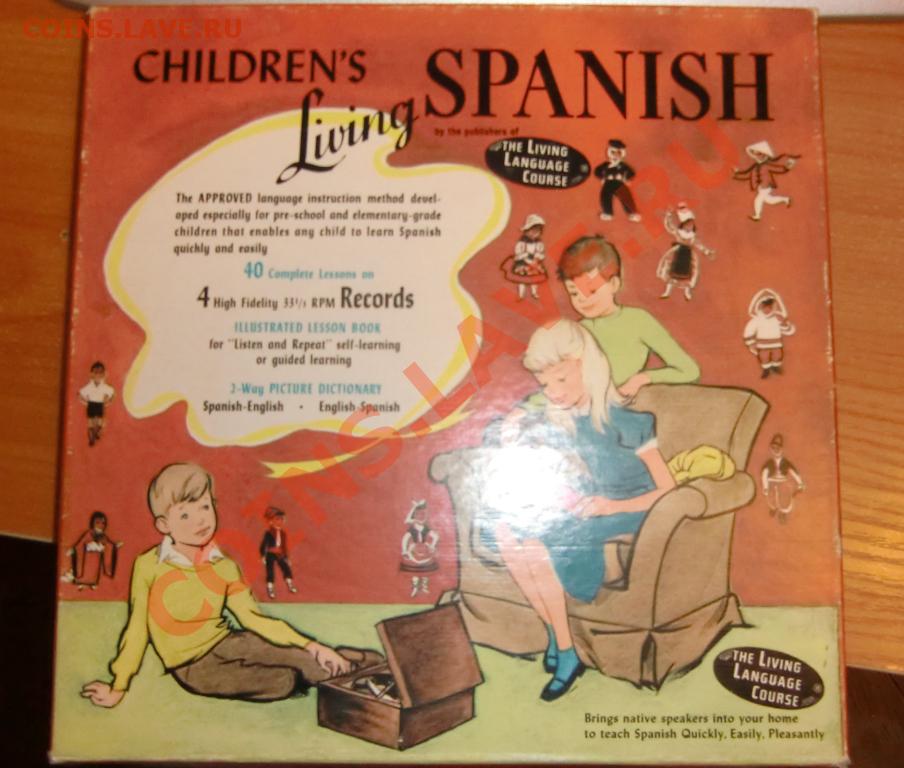 COINS.LAVE.RU
CHILDREN'S
Living SPANISH
by the publishers of
THE LIVING
LANGUAGE
COURSE
The APPROVED language instruction method devel-
oped especially for pre-school and elementary-grade
children that enables any child to learn Spanish
quickly and easily
40 Complete Lessons on
4 High Fidelity 33⅓ RPM Records
ILLUSTRATED LESSON BOOK
for "Listen and Repeat" self-learning
or guided learning
2-Way PICTURE DICTIONARY
Spanish-English • English-Spanish
COINS.LAVE.RU
THE LIVING
LANGUAGE
COURSE
Brings native speakers into your home
to teach Spanish Quickly, Easily, Pleasantly